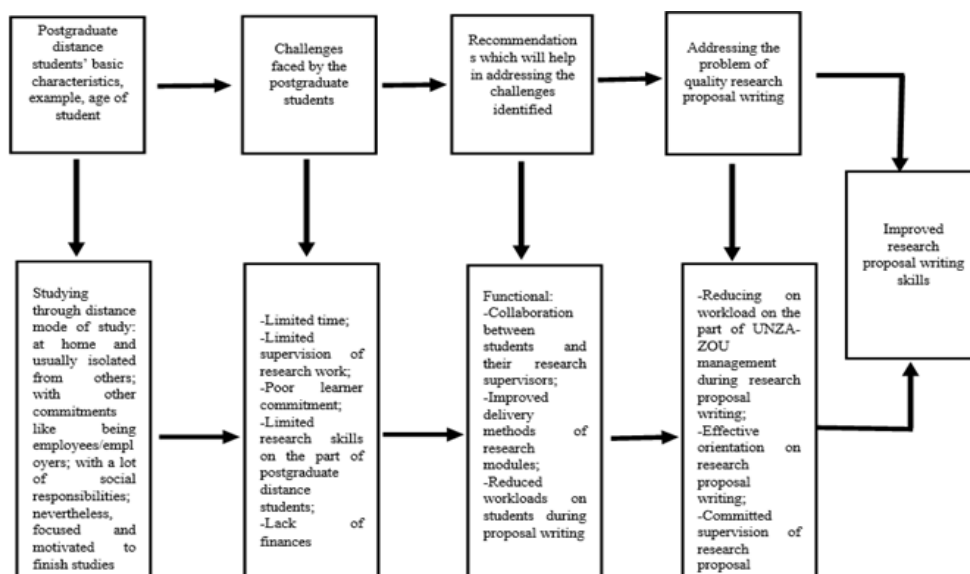 Postgraduate
distance
students' basic
characteristics,
example, age of
student
Challenges
faced by the
postgraduate
students
Recommendation
s which will help
in addressing the
challenges
identified
Addressing the
problem of
quality research
proposal writing
Improved
research
proposal writing
skills
Studying
through distance
mode of study:
at home and
usually isolated
from others;
with other
commitments
like being
employees/empl
oyers; with a lot
of social
responsibilities;
nevertheless,
focused and
motivated to
finish studies
-Limited time;
-Limited
supervision of
research work;
-Poor learner
commitment;
-Limited
research skills
on the part of
postgraduate
distance
students;
-Lack of
finances
Functional:
-Collaboration
between
students and
their research
supervisors;
-Improved
delivery
methods of
research
modules;
-Reduced
workloads on
students during
proposal writing
-Reducing on
workload on the
part of UNZA-
ZOU
management
during research
proposal
writing;
-Effective
orientation on
research
proposal
writing;
-Committed
supervision of
research
proposal